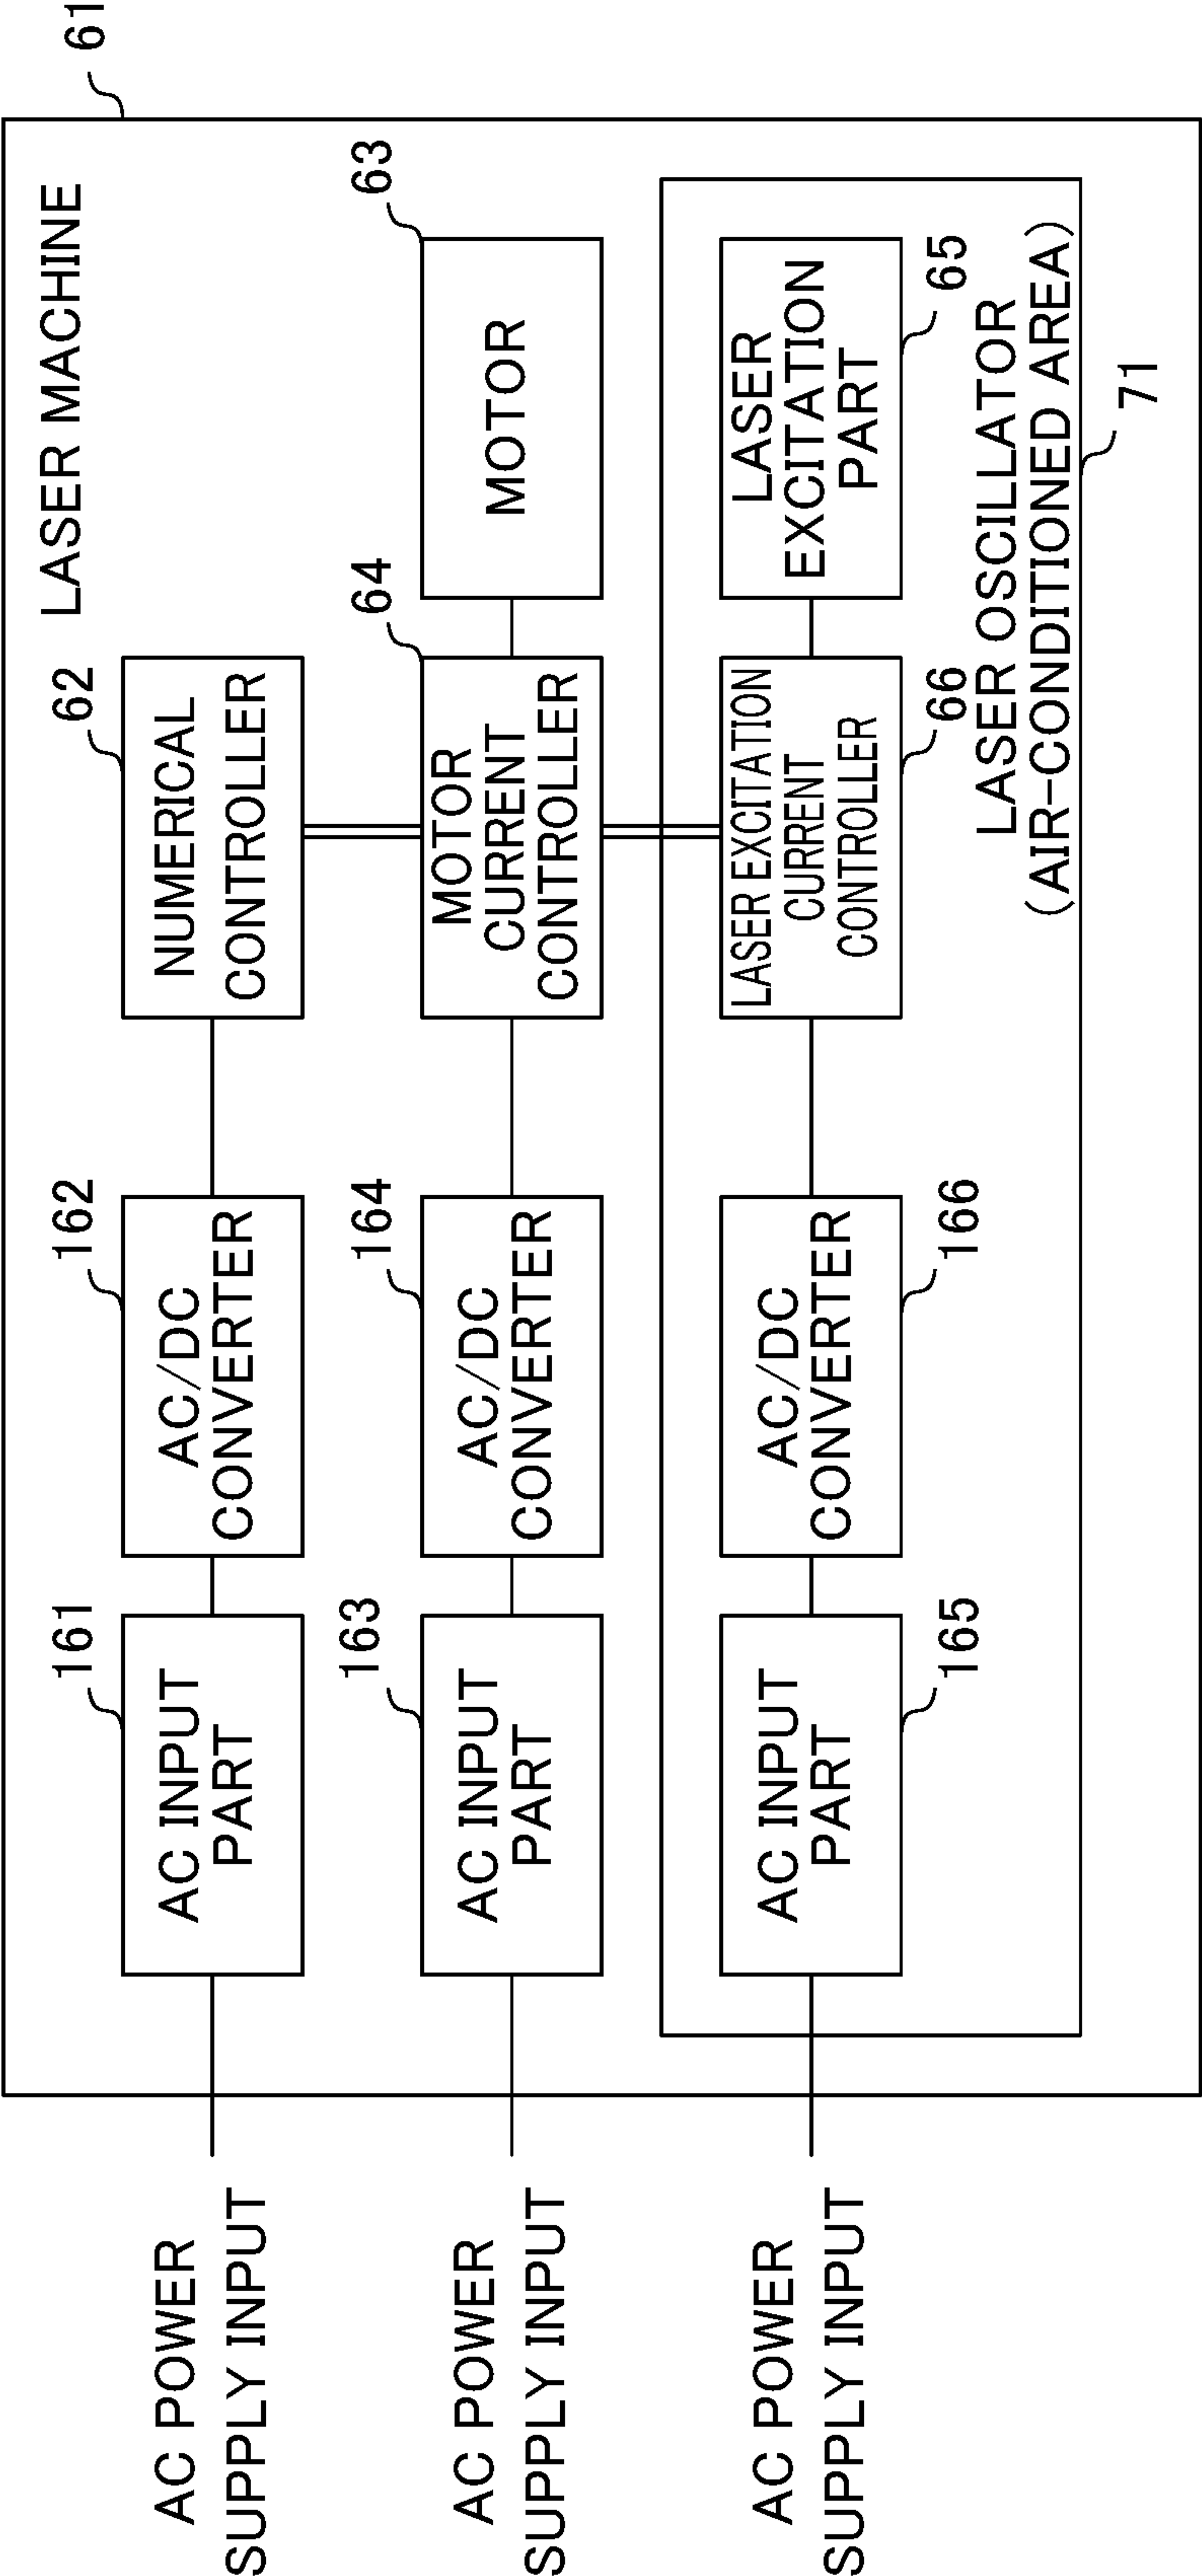 61
LASER MACHINE
161
162
62
AC POWER
SUPPLY INPUT
AC INPUT
PART
AC/DC
CONVERTER
NUMERICAL
CONTROLLER
163
164
64
63
AC POWER
SUPPLY INPUT
AC INPUT
PART
AC/DC
CONVERTER
MOTOR
CURRENT
CONTROLLER
MOTOR
AC POWER
SUPPLY INPUT
AC INPUT
PART
AC/DC
CONVERTER
LASER EXCITATION
CURRENT
CONTROLLER
LASER
EXCITATION
PART
165
166
66
65
LASER OSCILLATOR
(AIR-CONDITIONED AREA)
71